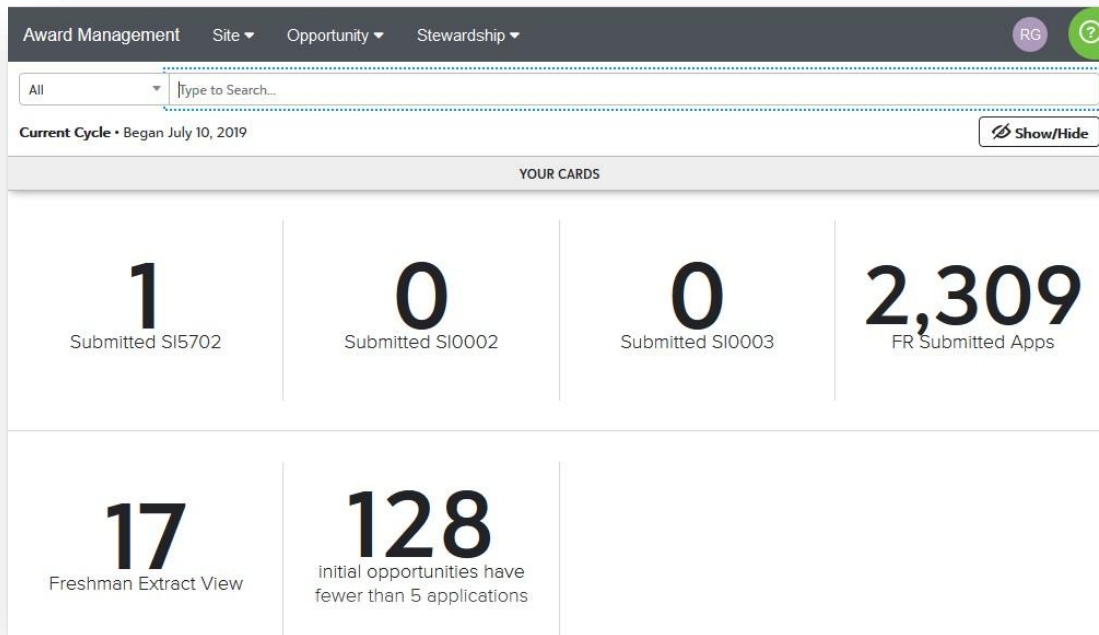 Award Management Site Opportunity Stewardship RG ?
All Type to Search...
Current Cycle • Began July 10, 2019 Show/Hide
YOUR CARDS
1
Submitted SI5702
0
Submitted SI0002
0
Submitted SI0003
2,309
FR Submitted Apps
17
Freshman Extract View
128
initial opportunities have
fewer than 5 applications